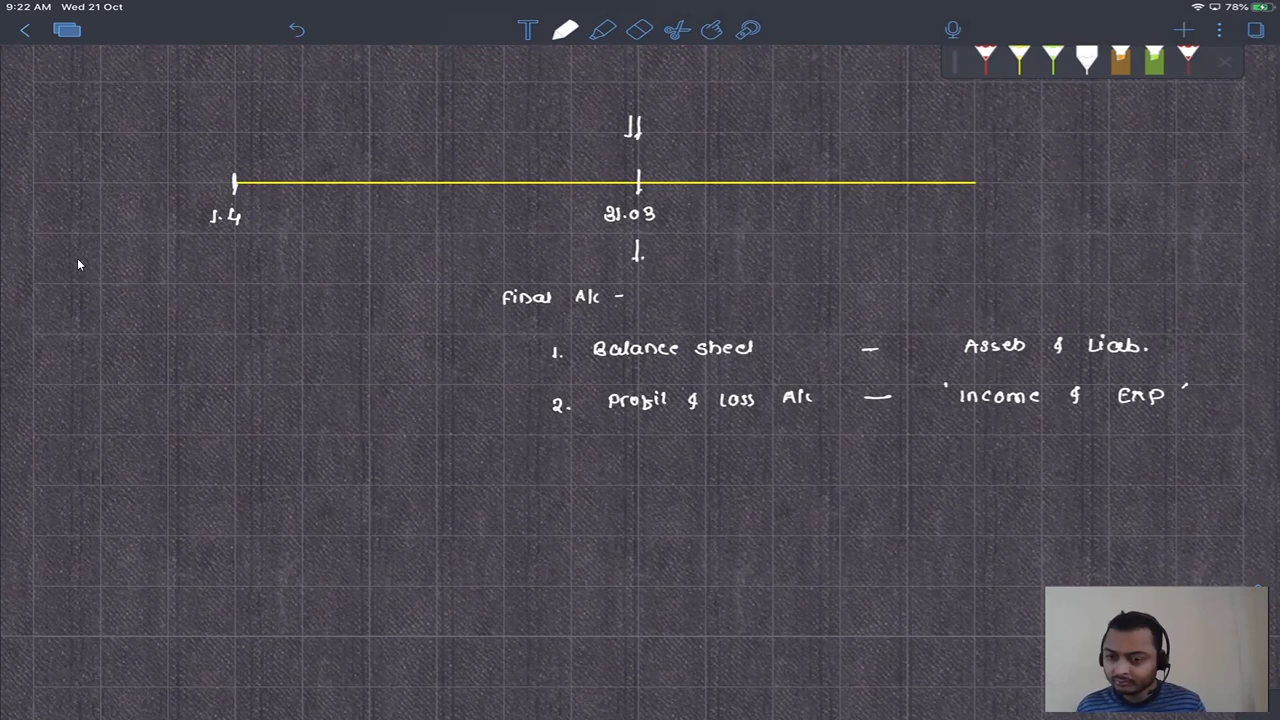 9:22 AM Wed 21 Oct
78%
T
1.4
31.03
1.
Final A/c -
1. Balance sheet - Assets & Liab.
2. Profit & Loss A/c - 'Income & Exp'